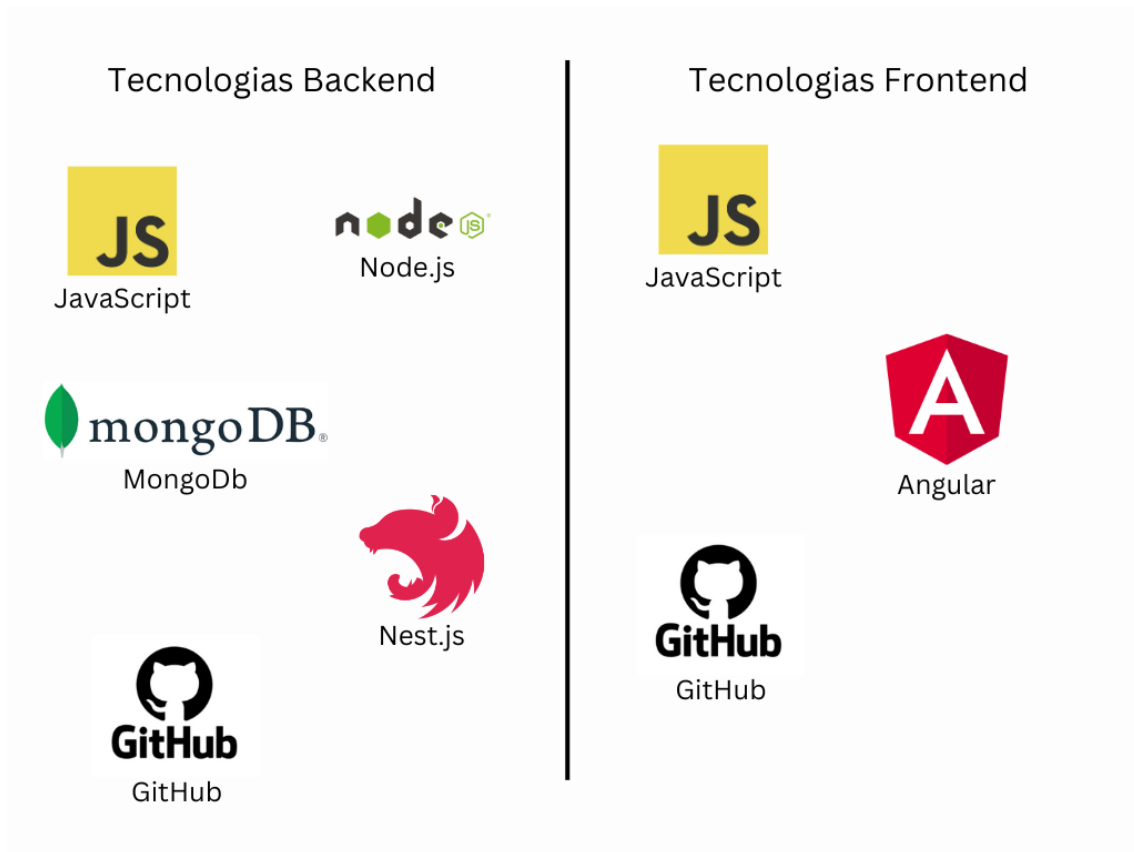 Tecnologias Backend
JS
JavaScript
node
JS
Node.js
mongoDB®
MongoDb
Nest.js
GitHub
GitHub
Tecnologias Frontend
JS
JavaScript
A
Angular
GitHub
GitHub